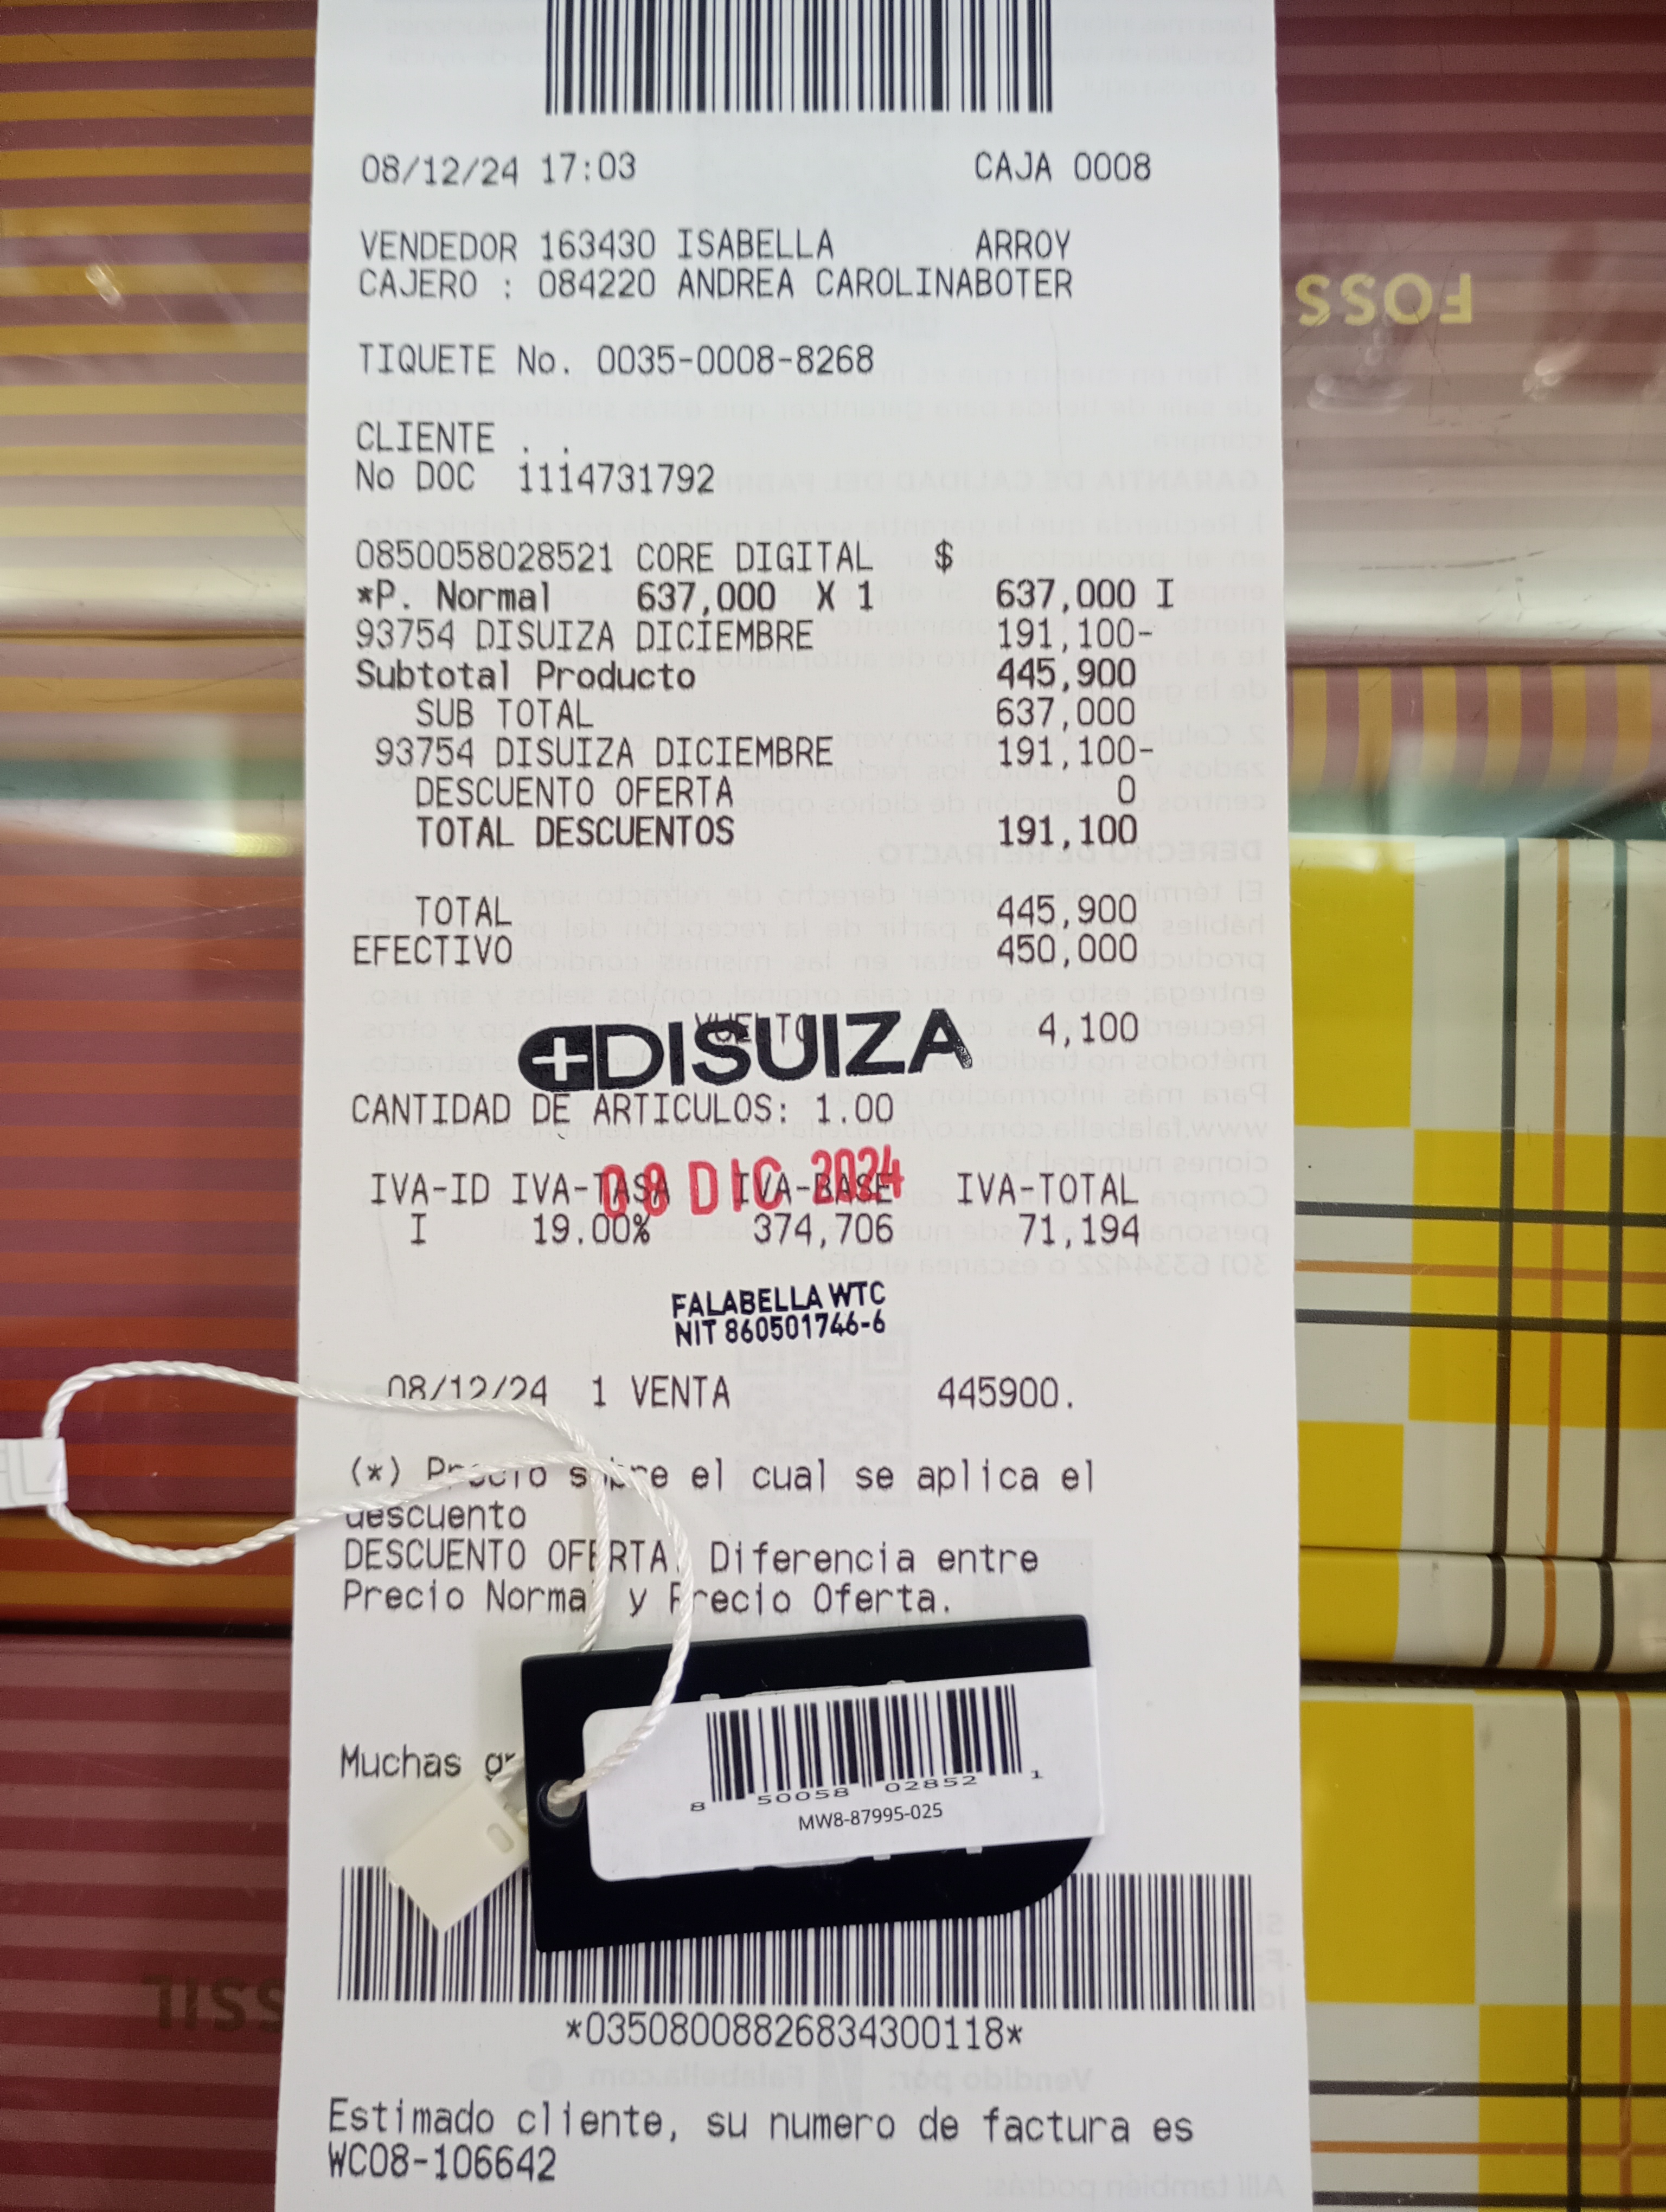 08/12/24 17:03 CAJA 0008
VENDEDOR 163430 ISABELLA ARROY
CAJERO : 084220 ANDREA CAROLINABOTER
TIQUETE No. 0035-0008-8268
CLIENTE . .
No DOC 1114731792
0850058028521 CORE DIGITAL $
*P. Normal 637,000 X 1 637,000 I
93754 DISUIZA DICIEMBRE 191,100-
Subtotal Producto 445,900
SUB TOTAL 637,000
93754 DISUIZA DICIEMBRE 191,100-
DESCUENTO OFERTA 0
TOTAL DESCUENTOS 191,100
TOTAL 445,900
EFECTIVO 450,000
VUELTO 4,100
DISUIZA
CANTIDAD DE ARTICULOS: 1.00
08 DIC 2024
IVA-ID IVA-TASA IVA-BASE IVA-TOTAL
I 19.00% 374,706 71,194
FALABELLA WTC
NIT 860501746-6
08/12/24 1 VENTA 445900.
(*) Precio sobre el cual se aplica el
descuento
DESCUENTO OFERTA: Diferencia entre
Precio Normal y Precio Oferta.
Muchas gr
8 50058 02852 1
MW8-87995-025
*03508008826834300118*
Estimado cliente, su numero de factura es
WC08-106642
FOSS
SSIL